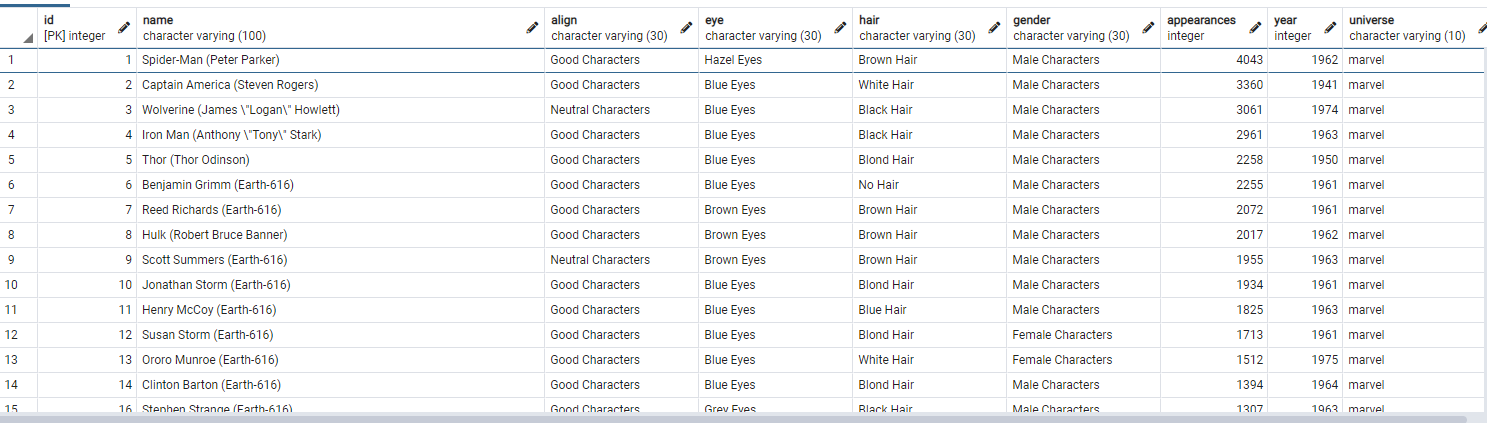 id name align eye hair gender appearances year universe
[PK] integer character varying (100) character varying (30) character varying (30) character varying (30) character varying (30) integer integer character varying (10)
1 1 Spider-Man (Peter Parker) Good Characters Hazel Eyes Brown Hair Male Characters 4043 1962 marvel
2 2 Captain America (Steven Rogers) Good Characters Blue Eyes White Hair Male Characters 3360 1941 marvel
3 3 Wolverine (James \"Logan\" Howlett) Neutral Characters Blue Eyes Black Hair Male Characters 3061 1974 marvel
4 4 Iron Man (Anthony \"Tony\" Stark) Good Characters Blue Eyes Black Hair Male Characters 2961 1963 marvel
5 5 Thor (Thor Odinson) Good Characters Blue Eyes Blond Hair Male Characters 2258 1950 marvel
6 6 Benjamin Grimm (Earth-616) Good Characters Blue Eyes No Hair Male Characters 2255 1961 marvel
7 7 Reed Richards (Earth-616) Good Characters Brown Eyes Brown Hair Male Characters 2072 1961 marvel
8 8 Hulk (Robert Bruce Banner) Good Characters Brown Eyes Brown Hair Male Characters 2017 1962 marvel
9 9 Scott Summers (Earth-616) Neutral Characters Brown Eyes Brown Hair Male Characters 1955 1963 marvel
10 10 Jonathan Storm (Earth-616) Good Characters Blue Eyes Blond Hair Male Characters 1934 1961 marvel
11 11 Henry McCoy (Earth-616) Good Characters Blue Eyes Blue Hair Male Characters 1825 1963 marvel
12 12 Susan Storm (Earth-616) Good Characters Blue Eyes Blond Hair Female Characters 1713 1961 marvel
13 13 Ororo Munroe (Earth-616) Good Characters Blue Eyes White Hair Female Characters 1512 1975 marvel
14 14 Clinton Barton (Earth-616) Good Characters Blue Eyes Blond Hair Male Characters 1394 1964 marvel
15 16 Stephen Strange (Earth-616) Good Characters Grey Eyes Black Hair Male Characters 1307 1963 marvel